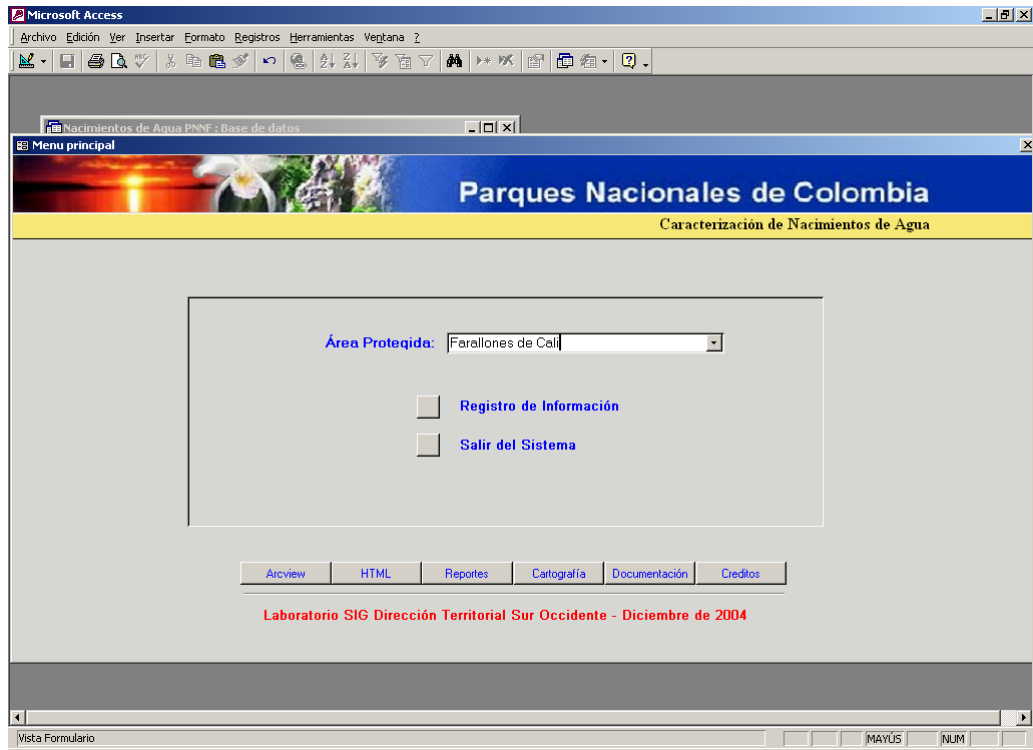 Microsoft Access
Archivo Edición Ver Insertar Formato Registros Herramientas Ventana ?
Nacimientos de Agua PNNF : Base de datos
Menu principal
Parques Nacionales de Colombia
Caracterización de Nacimientos de Agua
Área Protegida: Farallones de Cali
Registro de Información
Salir del Sistema
Arcview HTML Reportes Cartografía Documentación Creditos
Laboratorio SIG Dirección Territorial Sur Occidente - Diciembre de 2004
Vista Formulario MAYÚS NUM